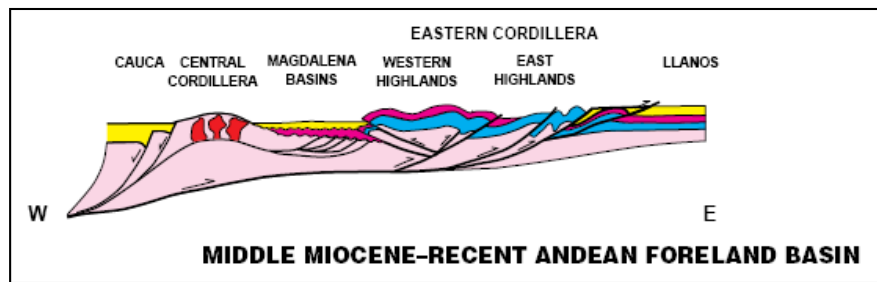 EASTERN CORDILLERA
CAUCA CENTRAL CORDILLERA MAGDALENA BASINS WESTERN HIGHLANDS EAST HIGHLANDS LLANOS
W E
MIDDLE MIOCENE–RECENT ANDEAN FORELAND BASIN